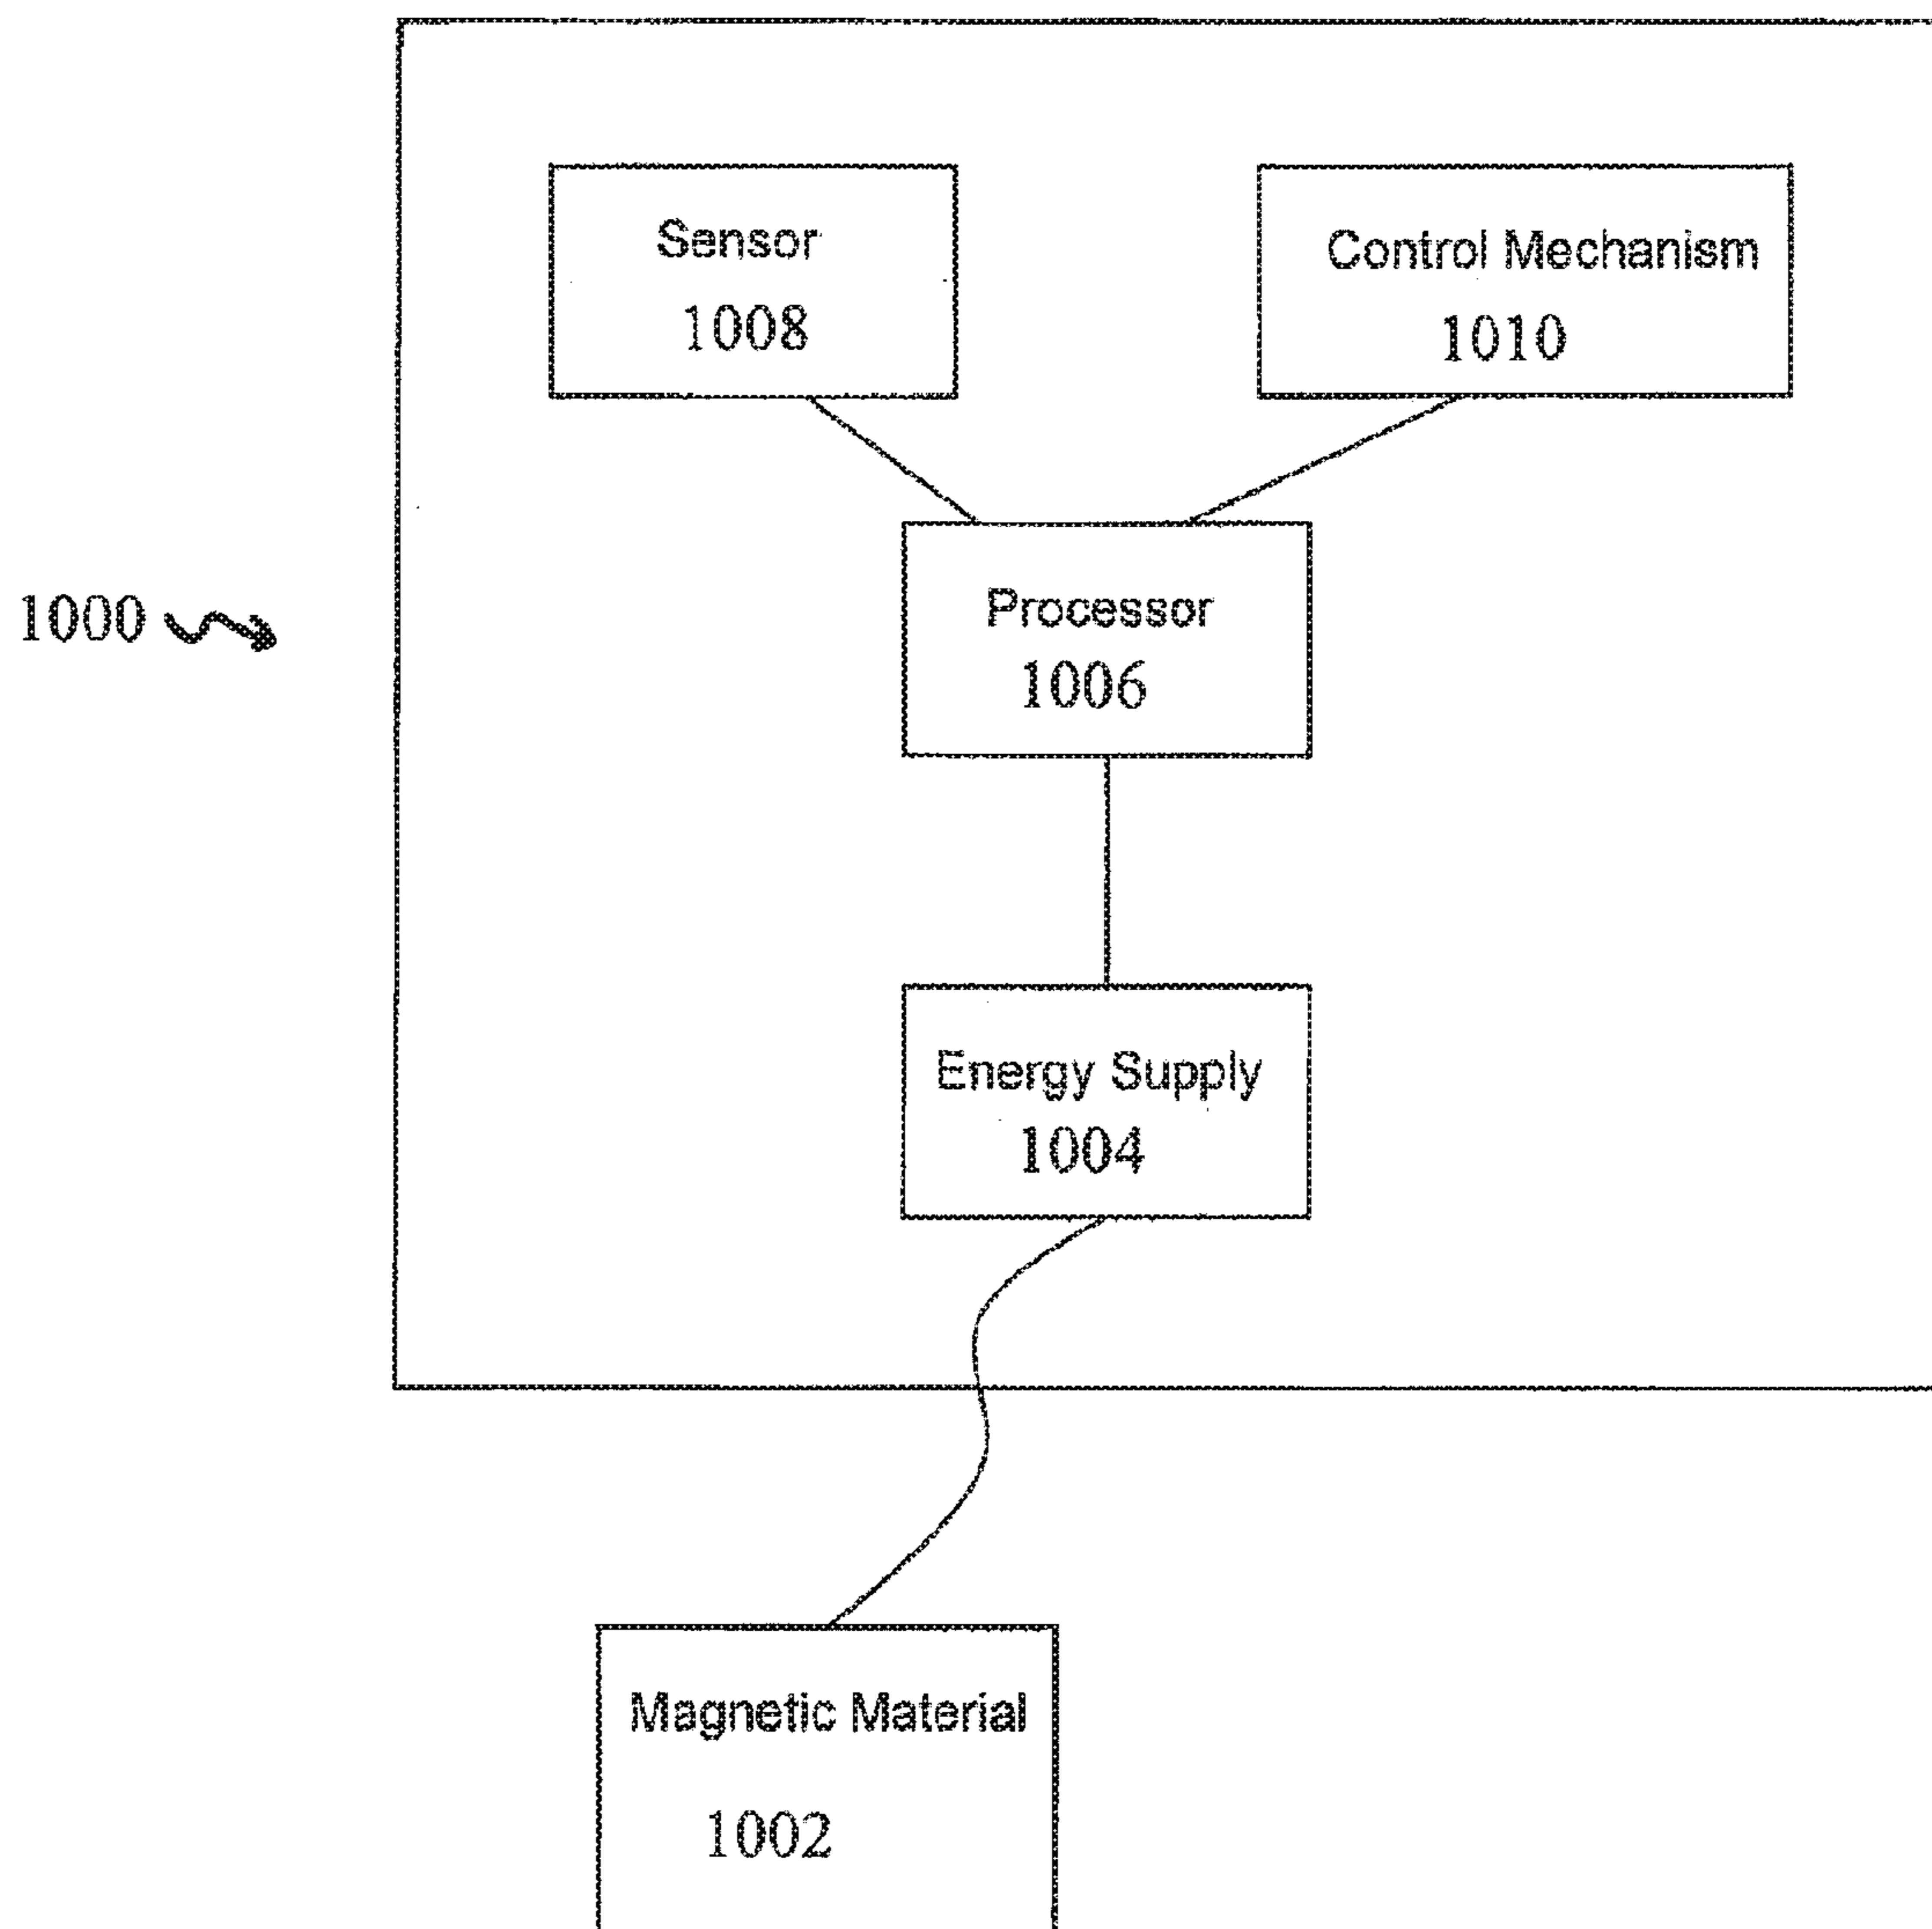 Sensor
1008
Control Mechanism
1010
1000
Processor
1006
Energy Supply
1004
Magnetic Material
1002